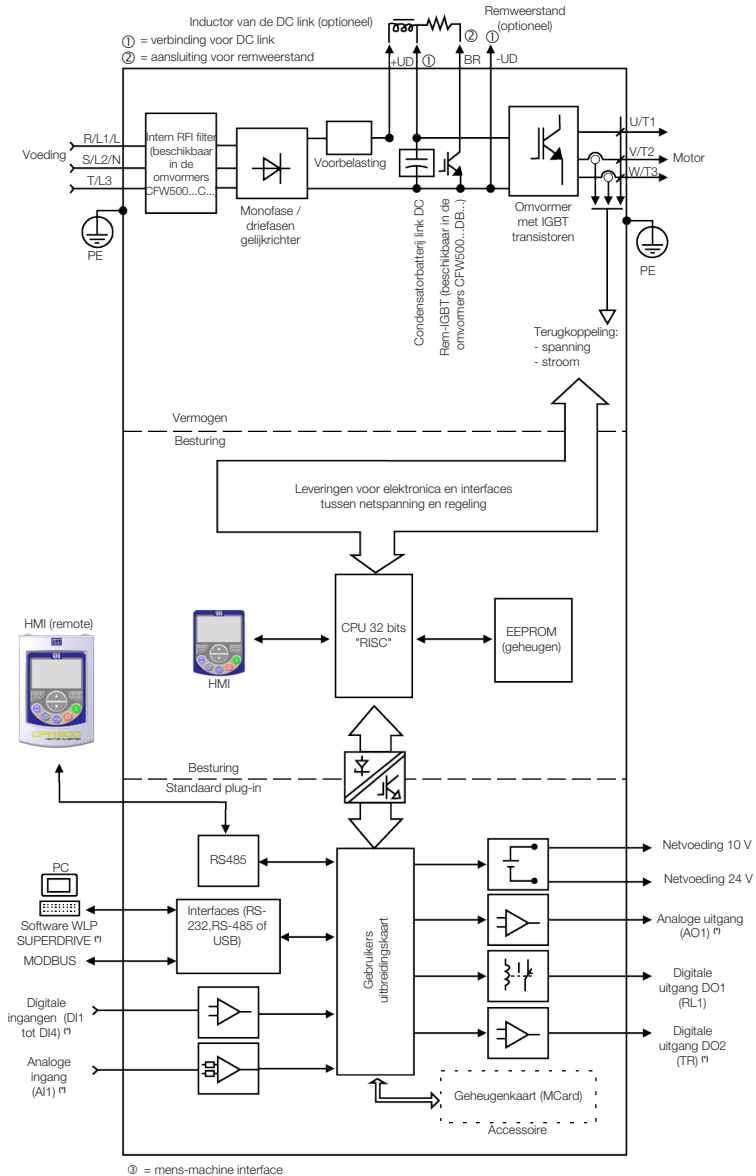 Inductor van de DC link (optioneel)
Remweerstand
(optioneel)
① = verbinding voor DC link
② = aansluiting voor remweerstand
+UD
①
②
BR
①
-UD
Voeding
R/L1/L
S/L2/N
T/L3
PE
Intern RFI filter
(beschikbaar
in de
omvormers
CFW500...C...)
Monofase /
driefasen
gelijkrichter
Voorbelasting
Condensatorbatterij link DC
Rem-IGBT (beschikbaar in de
omvormers CFW500...DB...)
Omvormer
met IGBT
transistoren
U/T1
V/T2
W/T3
Motor
PE
Terugkoppeling:
- spanning
- stroom
Vermogen
Besturing
Leveringen voor elektronica en interfaces
tussen netspanning en regeling
HMI (remote)
HMI
CPU 32 bits
"RISC"
EEPROM
(geheugen)
Besturing
Standaard plug-in
RS485
PC
Software WLP
SUPERDRIVE (*)
MODBUS
Interfaces (RS-
232,RS-485 of
USB)
Digitale
ingangen (DI1
tot DI4) (*)
Analoge
ingang
(AI1) (*)
Gebruikers
uitbreidingskaart
Netvoeding 10 V
Netvoeding 24 V
Analoge uitgang
(AO1) (*)
Digitale
uitgang DO1
(RL1)
Digitale
uitgang DO2
(TR) (*)
Geheugenkaart (MCard)
Accessoire
③ = mens-machine interface